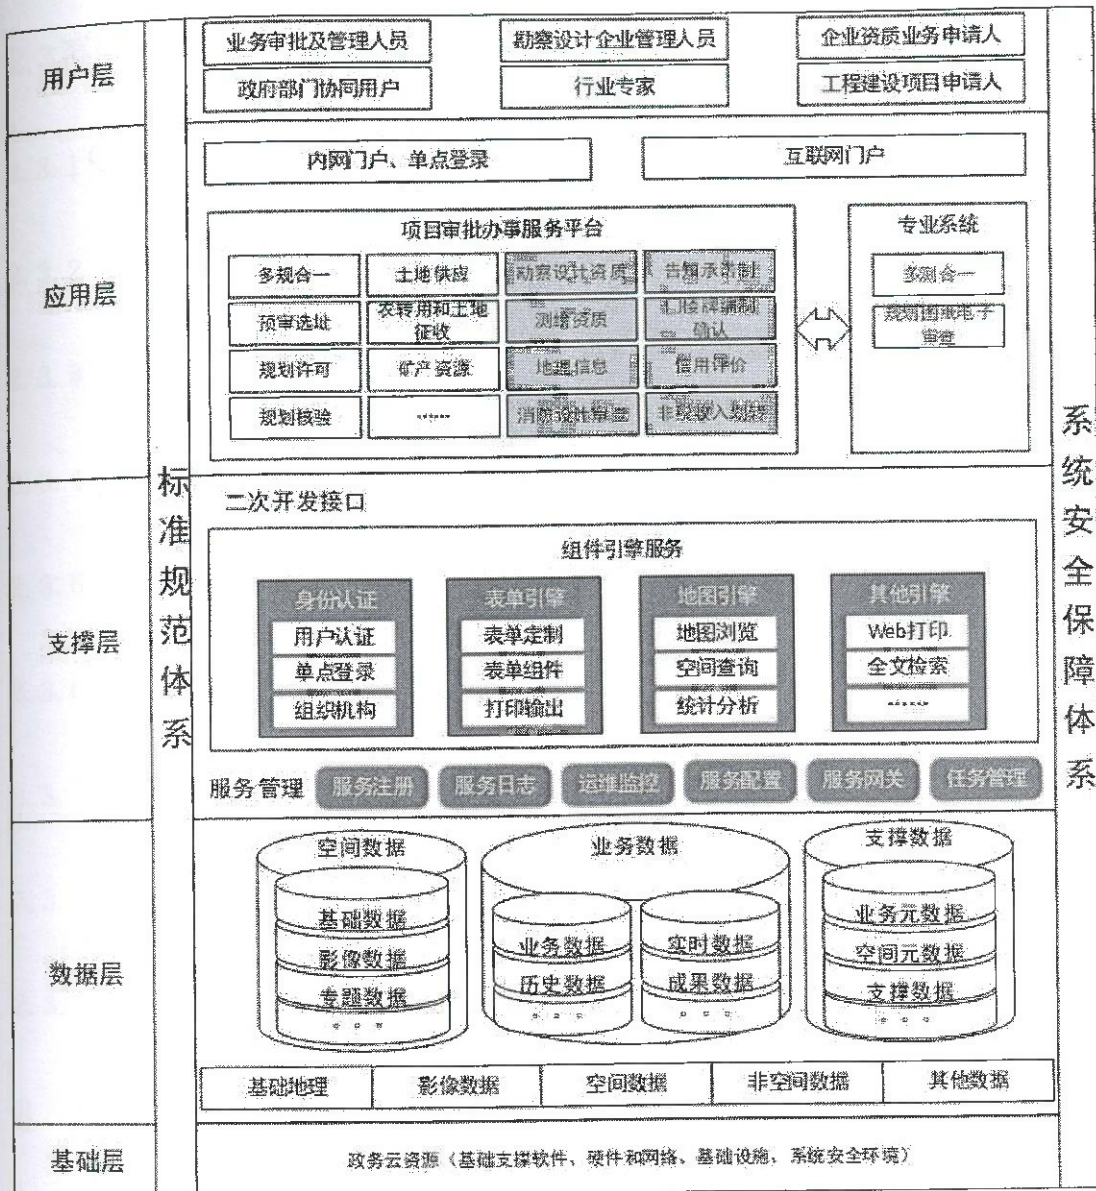 用户层
业务审批及管理人员
勘察设计企业管理人员
企业资质业务申请人
政府部门协同用户
行业专家
工程建设项目申请人
应用层
内网门户、单点登录
互联网门户
项目审批办事服务平台
多规合一
土地供应
勘察设计资质
告知承诺制
预审选址
农转用和土地
征收
测绘资质
确认
规划许可
矿产资源
地理信息
信用评价
规划核验
......
消防设计审查
非税收入划转
专业系统
多测合一
规划图纸电子
审查
标准规范体系
系统安全保障体系
支撑层
二次开发接口
组件引擎服务
身份认证
用户认证
单点登录
组织机构
表单引擎
表单定制
表单组件
打印输出
地图引擎
地图浏览
空间查询
统计分析
其他引擎
Web打印
全文检索
......
服务管理
服务注册
服务日志
运维监控
服务配置
服务网关
任务管理
数据层
空间数据
基础数据
影像数据
专题数据
。。。
业务数据
业务数据
历史数据
。。。
实时数据
成果数据
。。。
支撑数据
业务元数据
空间元数据
支撑数据
。。。
基础地理
影像数据
空间数据
非空间数据
其他数据
基础层
政务云资源（基础支撑软件、硬件和网络、基础设施、系统安全环境）